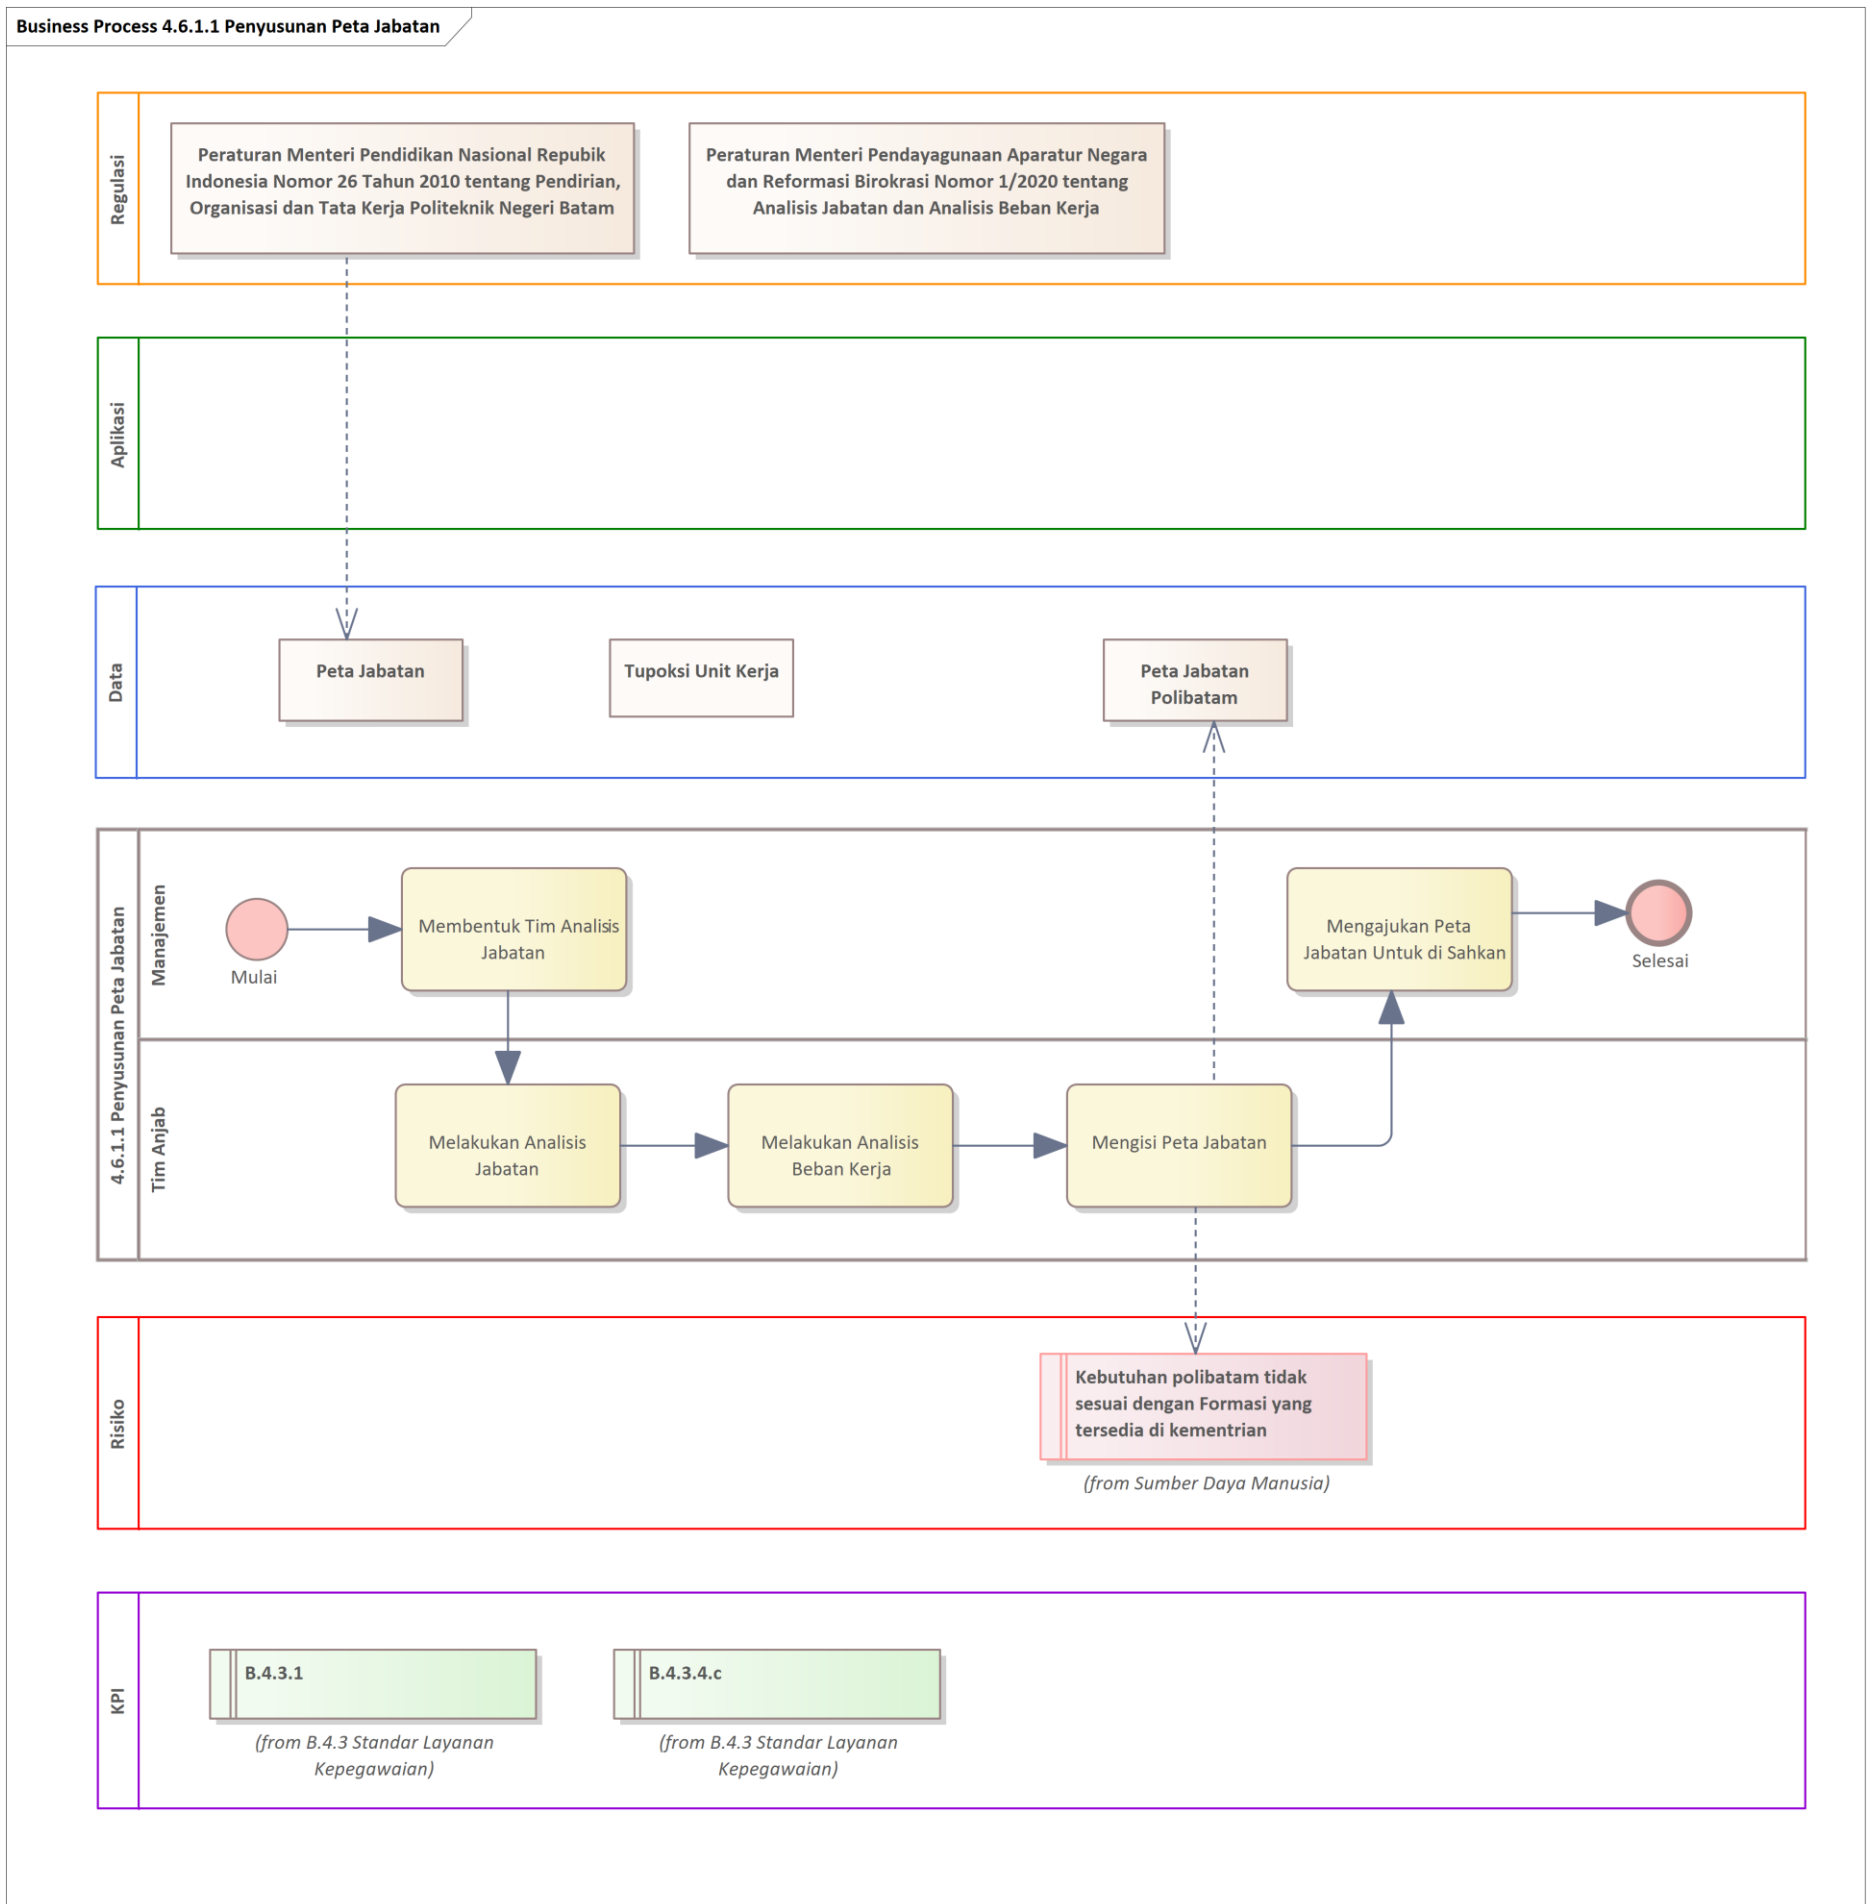 Business Process 4.6.1.1 Penyusunan Peta Jabatan
Regulasi
Peraturan Menteri Pendidikan Nasional Repubik
Indonesia Nomor 26 Tahun 2010 tentang Pendirian,
Organisasi dan Tata Kerja Politeknik Negeri Batam
Peraturan Menteri Pendayagunaan Aparatur Negara
dan Reformasi Birokrasi Nomor 1/2020 tentang
Analisis Jabatan dan Analisis Beban Kerja
Aplikasi
Data
Peta Jabatan
Tupoksi Unit Kerja
Peta Jabatan
Polibatam
4.6.1.1 Penyusunan Peta Jabatan
Manajemen
Mulai
Membentuk Tim Analisis
Jabatan
Mengajukan Peta
Jabatan Untuk di Sahkan
Selesai
Tim Anjab
Melakukan Analisis
Jabatan
Melakukan Analisis
Beban Kerja
Mengisi Peta Jabatan
Risiko
Kebutuhan polibatam tidak
sesuai dengan Formasi yang
tersedia di kementrian
(from Sumber Daya Manusia)
KPI
B.4.3.1
(from B.4.3 Standar Layanan
Kepegawaian)
B.4.3.4.c
(from B.4.3 Standar Layanan
Kepegawaian)